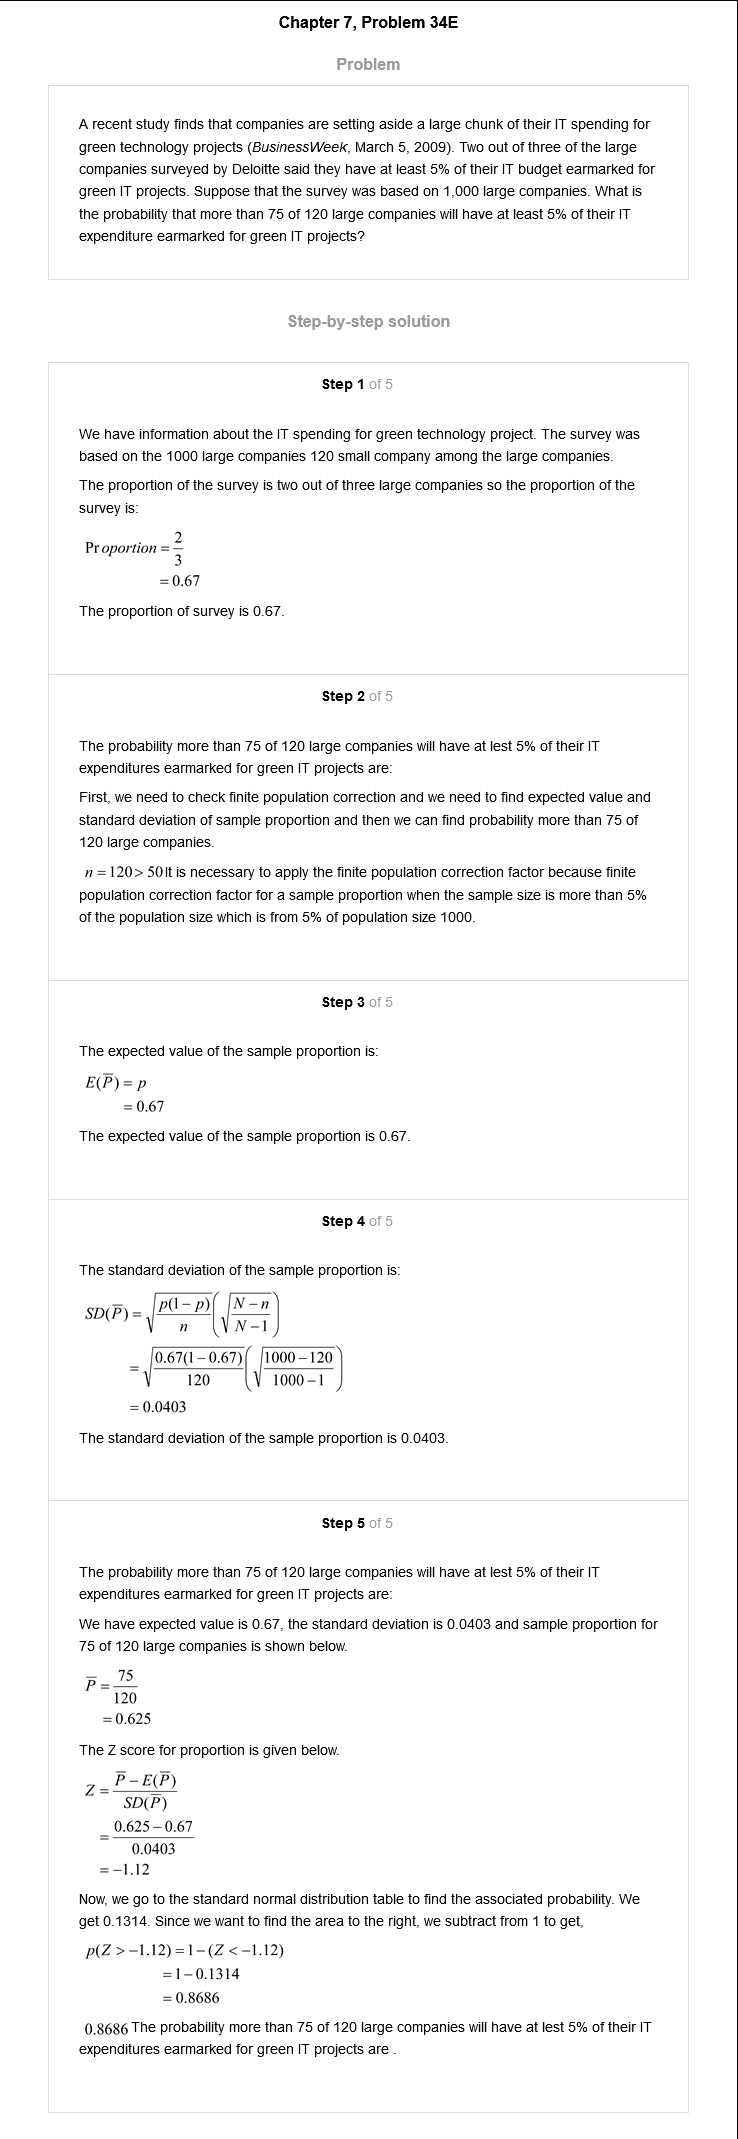 Chapter 7, Problem 34E
Problem
A recent study finds that companies are setting aside a large chunk of their IT spending for
green technology projects (BusinessWeek, March 5, 2009). Two out of three of the large
companies surveyed by Deloitte said they have at least 5% of their IT budget earmarked for
green IT projects. Suppose that the survey was based on 1,000 large companies. What is
the probability that more than 75 of 120 large companies will have at least 5% of their IT
expenditure earmarked for green IT projects?
Step-by-step solution
Step 1 of 5
We have information about the IT spending for green technology project. The survey was
based on the 1000 large companies 120 small company among the large companies.
The proportion of the survey is two out of three large companies so the proportion of the
survey is:
Proportion = 2/3
= 0.67
The proportion of survey is 0.67.
Step 2 of 5
The probability more than 75 of 120 large companies will have at lest 5% of their IT
expenditures earmarked for green IT projects are:
First, we need to check finite population correction and we need to find expected value and
standard deviation of sample proportion and then we can find probability more than 75 of
120 large companies.
n = 120 > 50 It is necessary to apply the finite population correction factor because finite
population correction factor for a sample proportion when the sample size is more than 5%
of the population size which is from 5% of population size 1000.
Step 3 of 5
The expected value of the sample proportion is:
E(P̅) = p
= 0.67
The expected value of the sample proportion is 0.67.
Step 4 of 5
The standard deviation of the sample proportion is:
SD(P̅) = √(p(1 − p)/n) (√((N − n)/(N − 1)))
= √(0.67(1 − 0.67)/120) (√((1000 − 120)/(1000 − 1)))
= 0.0403
The standard deviation of the sample proportion is 0.0403.
Step 5 of 5
The probability more than 75 of 120 large companies will have at lest 5% of their IT
expenditures earmarked for green IT projects are:
We have expected value is 0.67, the standard deviation is 0.0403 and sample proportion for
75 of 120 large companies is shown below.
P̅ = 75/120
= 0.625
The Z score for proportion is given below.
Z = (P̅ − E(P̅))/SD(P̅)
= (0.625 − 0.67)/0.0403
= −1.12
Now, we go to the standard normal distribution table to find the associated probability. We
get 0.1314. Since we want to find the area to the right, we subtract from 1 to get,
p(Z > −1.12) = 1 − (Z < −1.12)
= 1 − 0.1314
= 0.8686
0.8686 The probability more than 75 of 120 large companies will have at lest 5% of their IT
expenditures earmarked for green IT projects are .